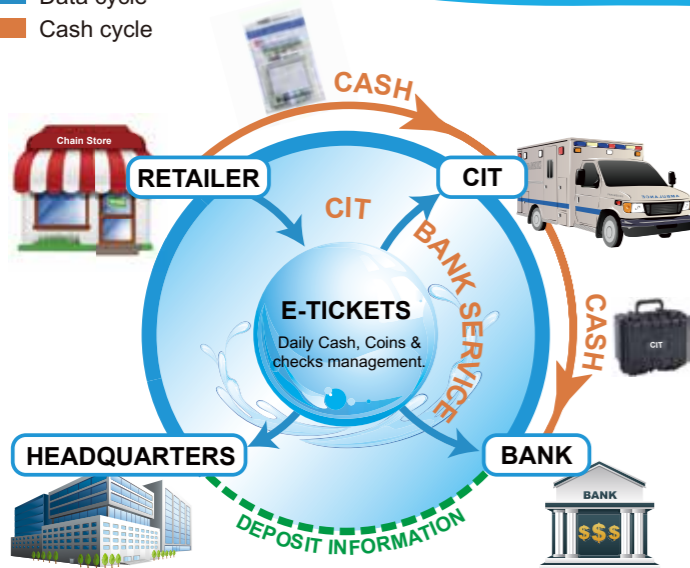 Data cycle
Cash cycle
CASH
Chain Store
RETAILER
CIT
CIT
BANK SERVICE
E-TICKETS
Daily Cash, Coins &
checks management.
CASH
CIT
HEADQUARTERS
BANK
BANK
$$$
DEPOSIT INFORMATION